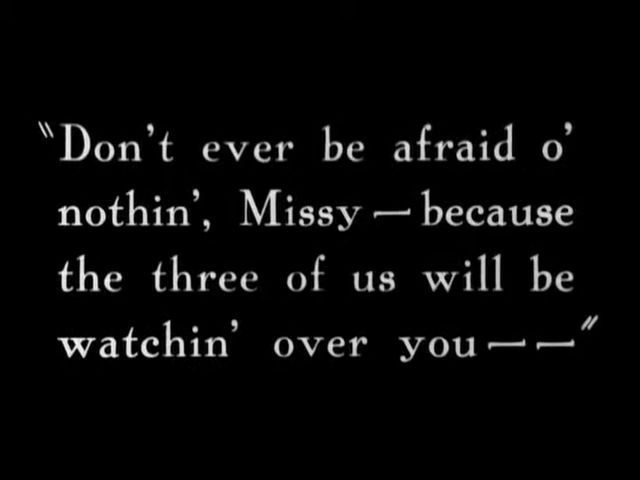 "Don't ever be afraid o'
nothin', Missy — because
the three of us will be
watchin' over you — —"